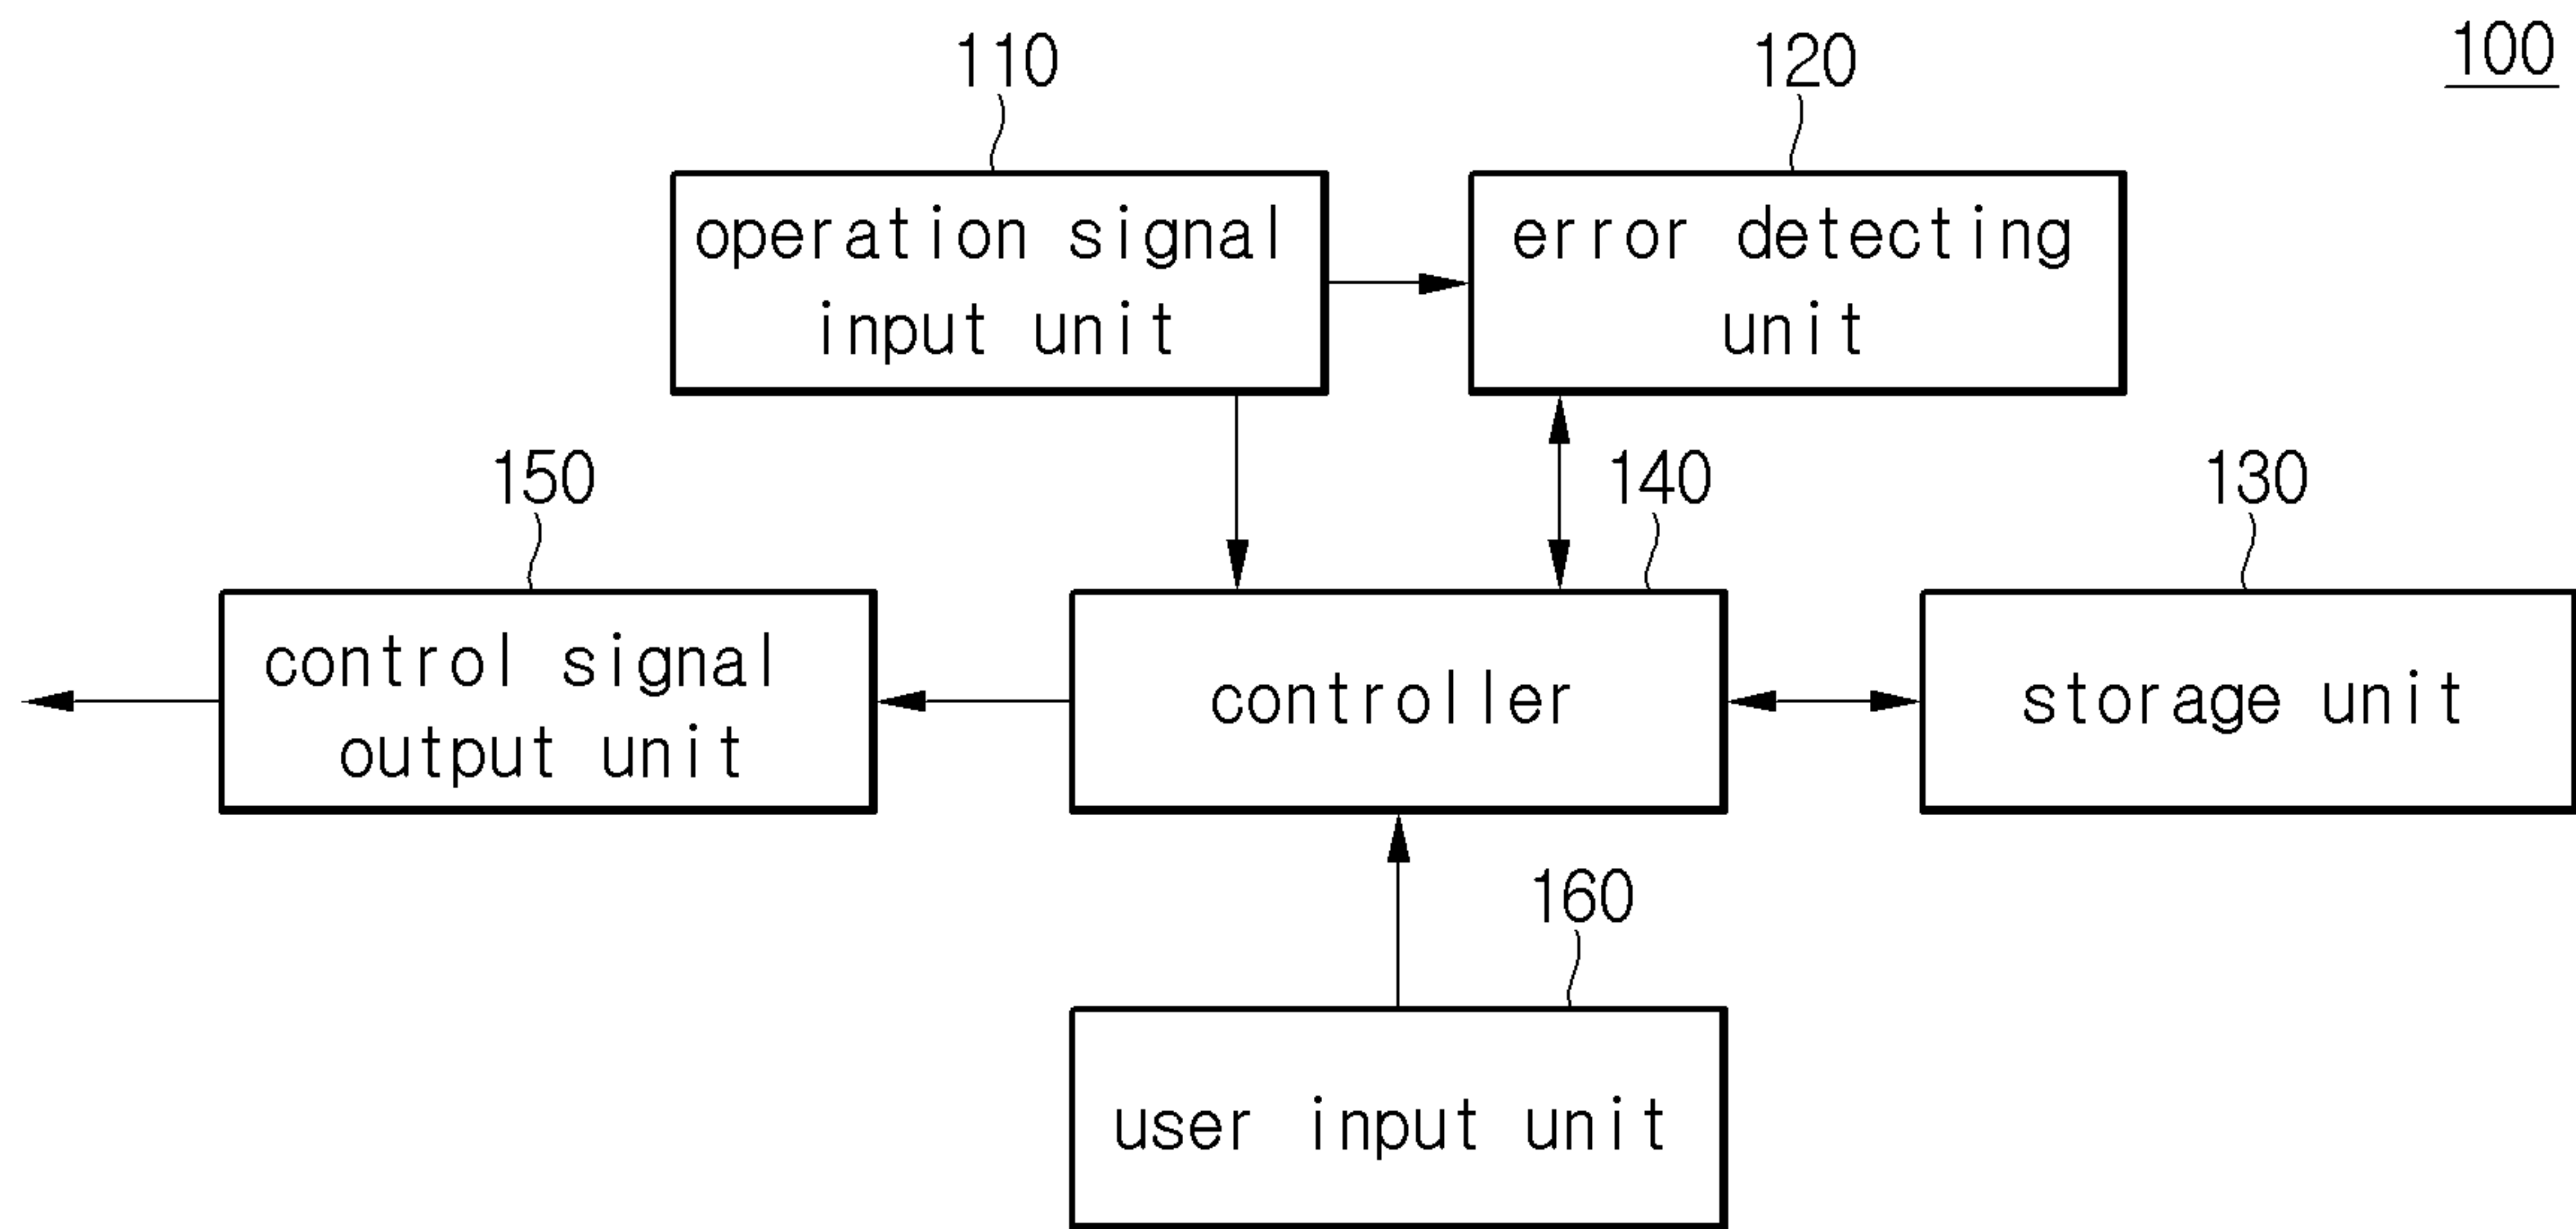 100
110
120
operation signal
input unit
error detecting
unit
150
140
130
control signal
output unit
controller
storage unit
160
user input unit